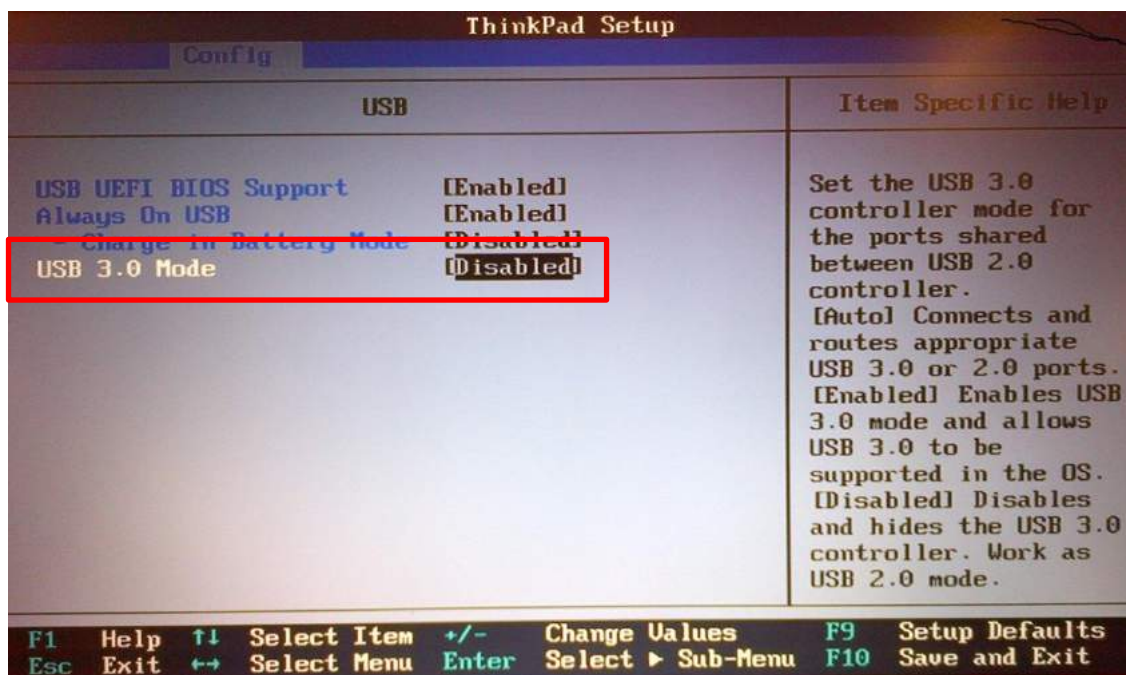 ThinkPad Setup
Config
USB
Item Specific Help
USB UEFI BIOS Support [Enabled]
Always On USB [Enabled]
- Charge in Battery Mode [Disabled]
USB 3.0 Mode [Disabled]
Set the USB 3.0
controller mode for
the ports shared
between USB 2.0
controller.
[Auto] Connects and
routes appropriate
USB 3.0 or 2.0 ports.
[Enabled] Enables USB
3.0 mode and allows
USB 3.0 to be
supported in the OS.
[Disabled] Disables
and hides the USB 3.0
controller. Work as
USB 2.0 mode.
F1 Help ↑↓ Select Item +/- Change Values F9 Setup Defaults
Esc Exit ↔ Select Menu Enter Select ▶ Sub-Menu F10 Save and Exit